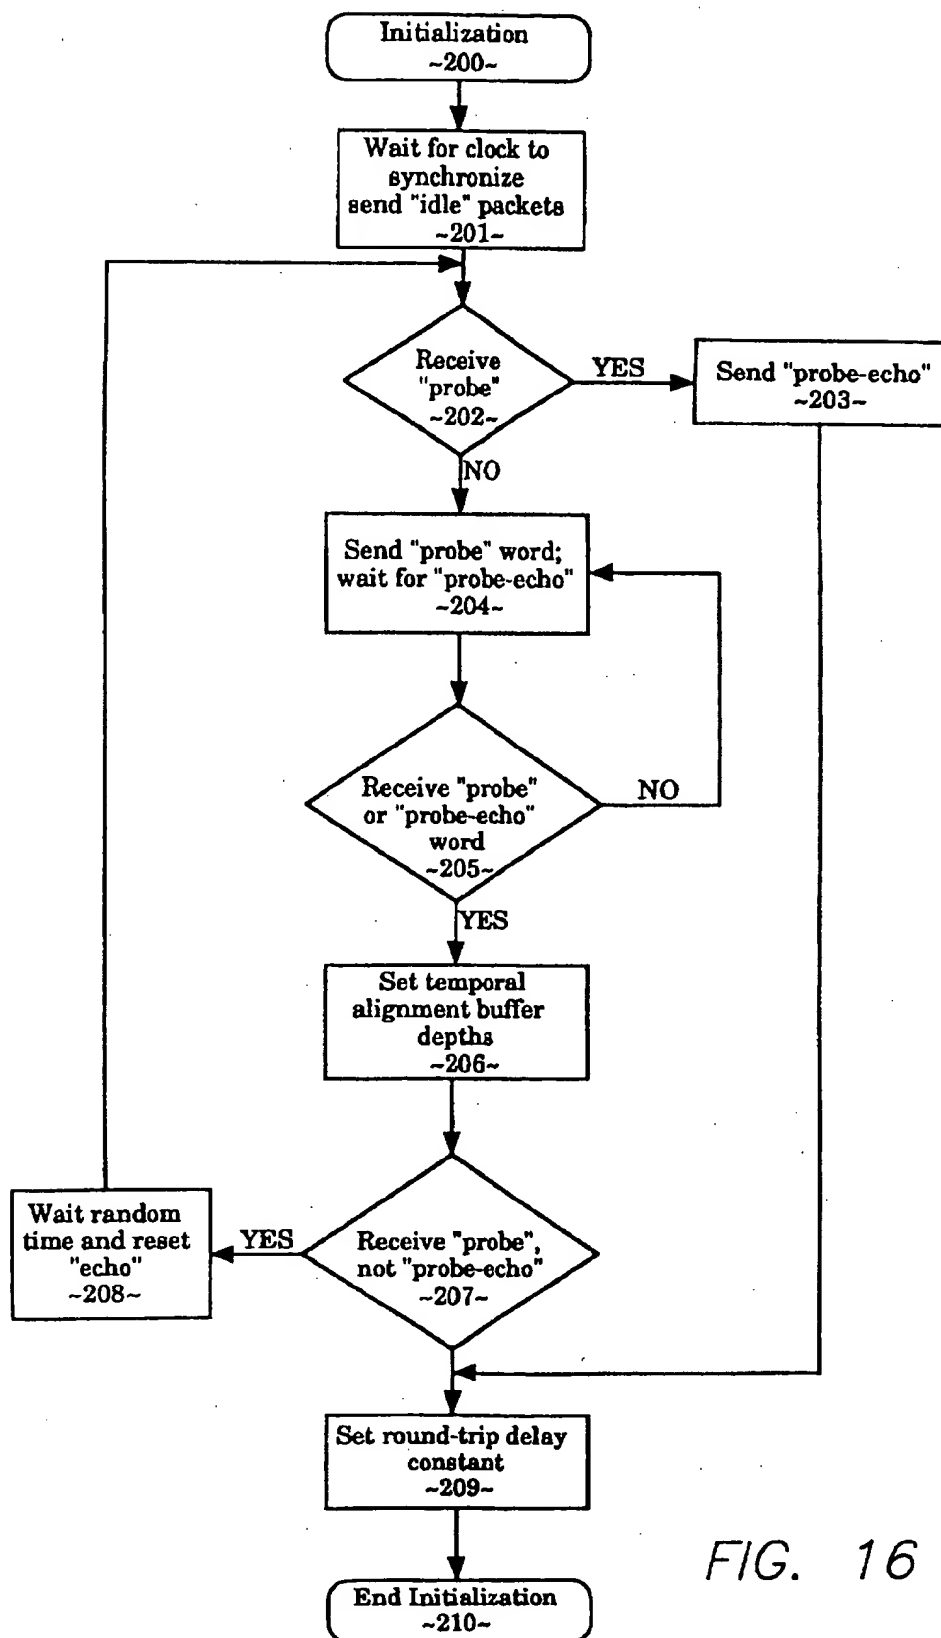 Initialization
~200~
Wait for clock to
synchronize
send "idle" packets
~201~
Receive
"probe"
~202~
YES
Send "probe-echo"
~203~
NO
Send "probe" word;
wait for "probe-echo"
~204~
Receive "probe"
or "probe-echo"
word
~205~
NO
YES
Set temporal
alignment buffer
depths
~206~
Receive "probe",
not "probe-echo"
~207~
YES
Wait random
time and reset
"echo"
~208~
Set round-trip delay
constant
~209~
End Initialization
~210~
FIG. 16